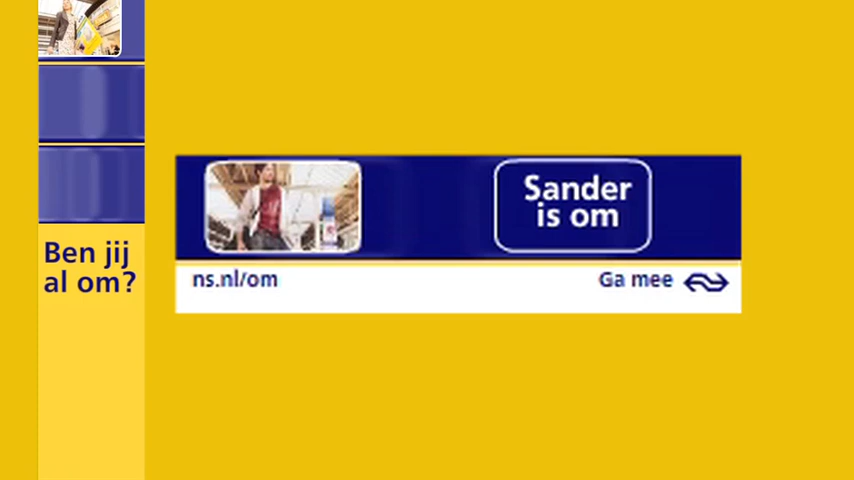 Ben jij
al om?
Sander
is om
ns.nl/om
Ga mee